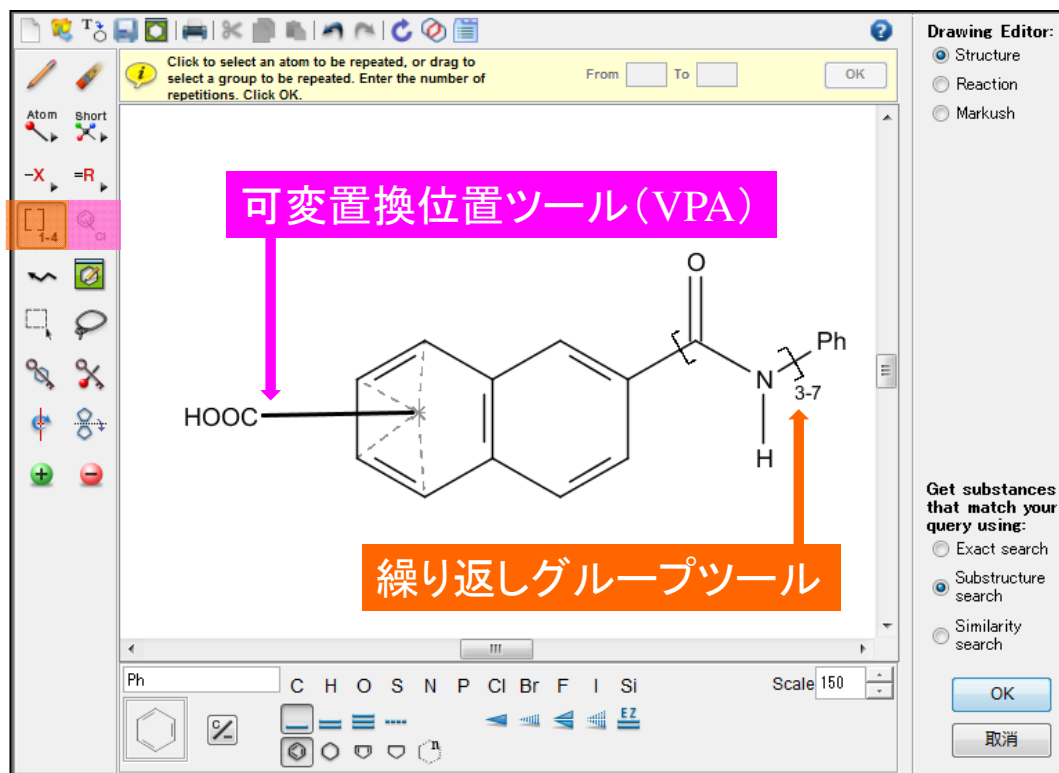 T
Click to select an atom to be repeated, or drag to
select a group to be repeated. Enter the number of
repetitions. Click OK.
From
To
OK
Drawing Editor:
Structure
Reaction
Markush
Atom
Short
-X
=R
[ ]
1-4
Cl
可変置換位置ツール(VPA)
O
Ph
N
3-7
HOOC
H
繰り返しグループツール
Get substances
that match your
query using:
Exact search
Substructure
search
Similarity
search
Ph
C H O S N P Cl Br F I Si
Scale 150
EZ
n
OK
取消